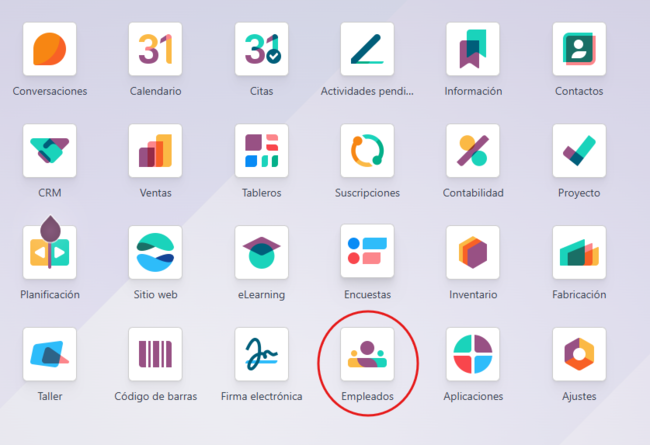 31
31
Conversaciones
Calendario
Citas
Actividades pendi...
Información
Contactos
CRM
Ventas
Tableros
Suscripciones
Contabilidad
Proyecto
Planificación
Sitio web
eLearning
Encuestas
Inventario
Fabricación
Taller
Código de barras
Firma electrónica
Empleados
Aplicaciones
Ajustes